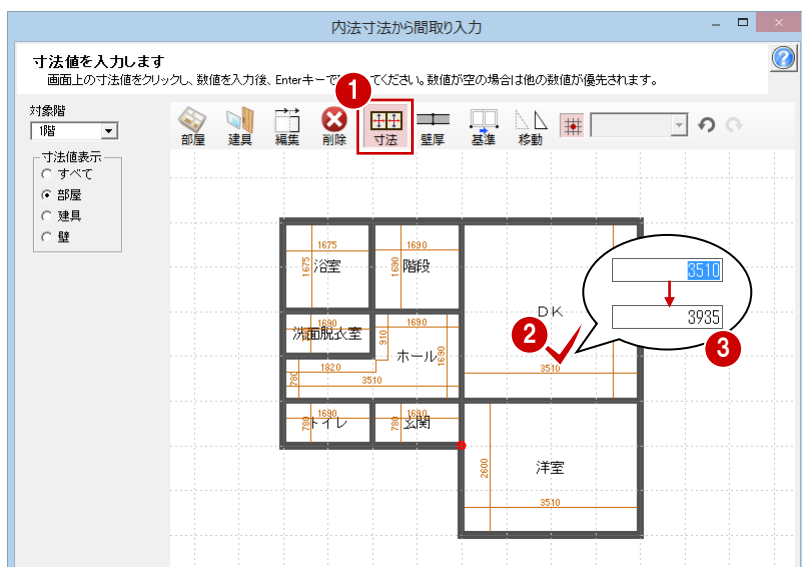 内法寸法から間取り入力
寸法値を入力します
画面上の寸法値をクリックし、数値を入力後、Enterキーで
てください。数値が空の場合は他の数値が優先されます。
1
対象階
1階
部屋 建具 編集 削除 寸法 壁厚 基準 移動
寸法値表示
すべて
部屋
建具
壁
1675 1690
1675 浴室 1690 階段
3510
DK
3935
2
3
1690 1690
洗面脱衣室 910
ホール 1690
1820 3510
780 3510
1690 1690
780 トイレ 780 玄関
2600 洋室
3510